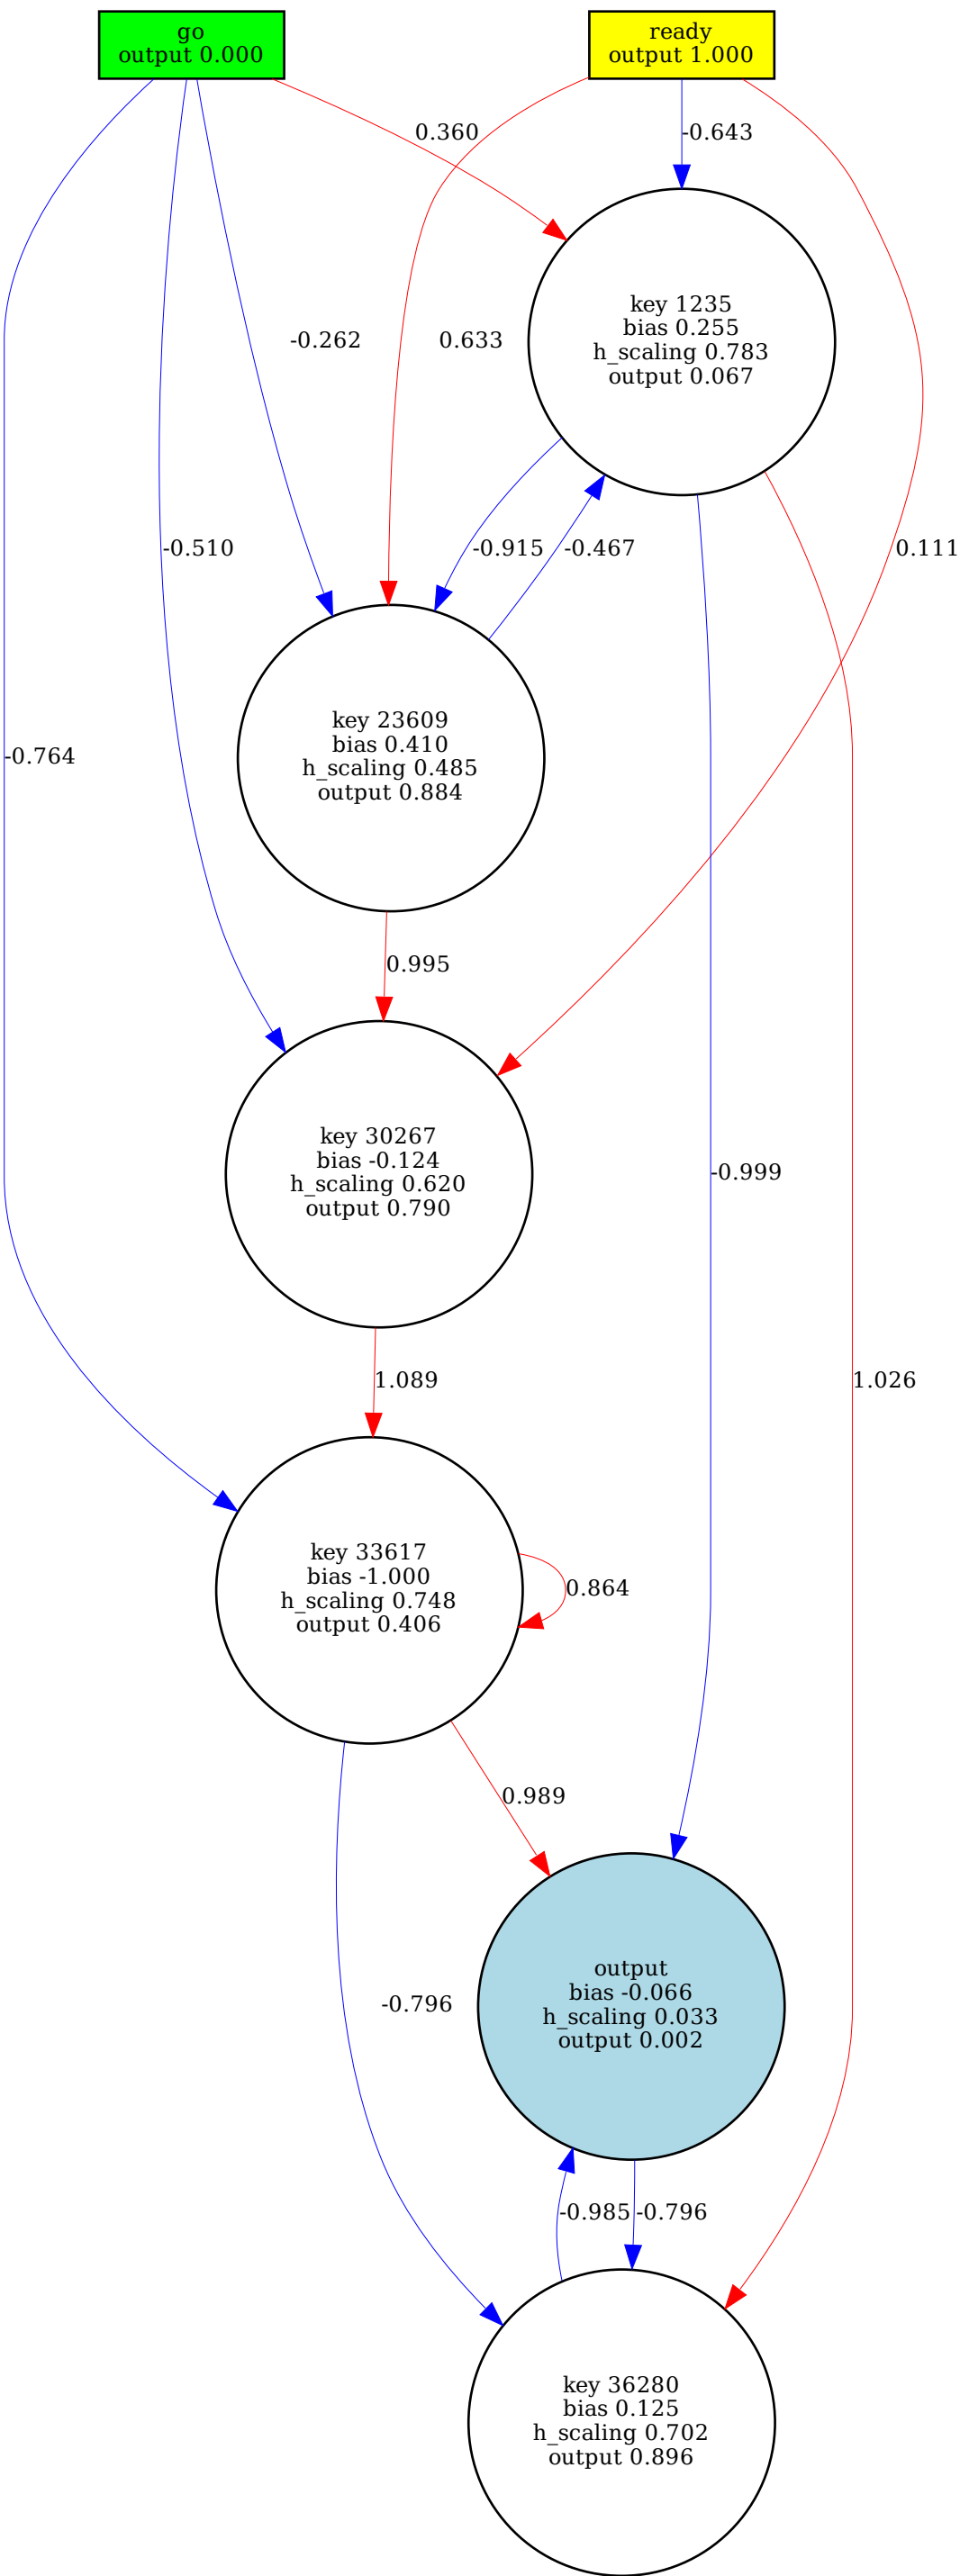 go
output 0.000
ready
output 1.000
0.360
-0.643
key 1235
bias 0.255
h_scaling 0.783
output 0.067
-0.262
0.633
-0.510
-0.915
-0.467
0.111
key 23609
bias 0.410
h_scaling 0.485
output 0.884
-0.764
0.995
key 30267
bias -0.124
h_scaling 0.620
output 0.790
-0.999
1.089
1.026
key 33617
bias -1.000
h_scaling 0.748
output 0.406
0.864
0.989
output
bias -0.066
h_scaling 0.033
output 0.002
-0.796
-0.985
-0.796
key 36280
bias 0.125
h_scaling 0.702
output 0.896